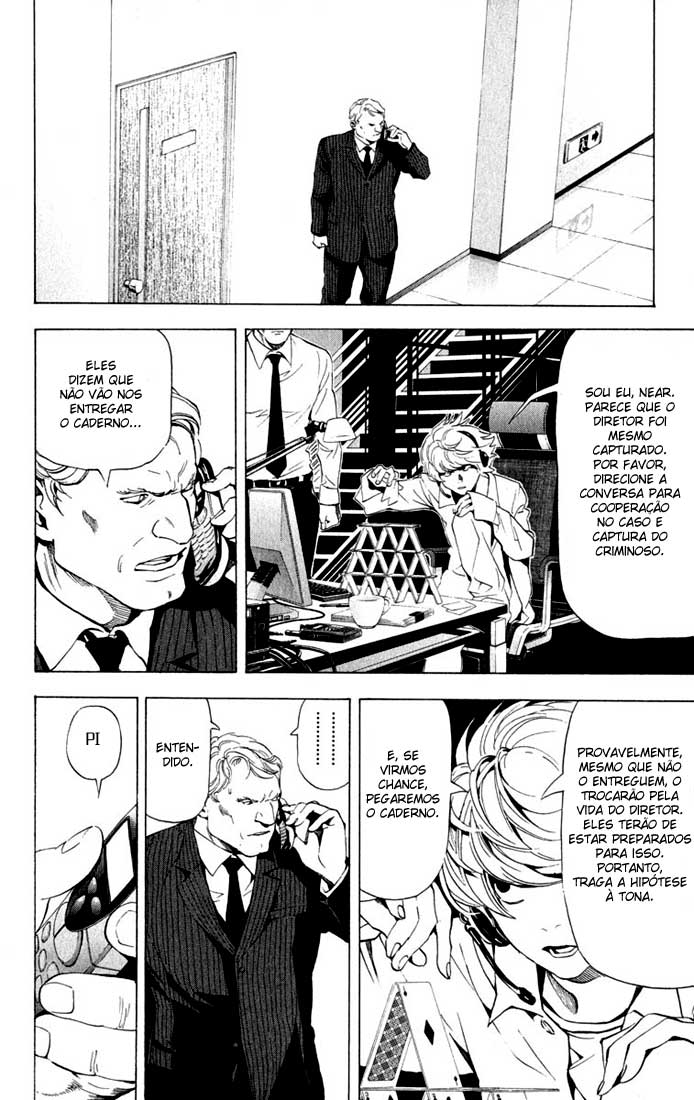 SOU EU, NEAR.
PARECE QUE O
DIRETOR FOI
MESMO
CAPTURADO.
POR FAVOR,
DIRECIONE A
CONVERSA PARA
COOPERAÇÃO
NO CASO E
CAPTURA DO
CRIMINOSO.
ELES
DIZEM QUE
NÃO VÃO NOS
ENTREGAR
O CADERNO...
PROVAVELMENTE,
MESMO QUE NÃO
O ENTREGUEM, O
TROCARÃO PELA
VIDA DO DIRETOR.
ELES TERÃO DE
ESTAR PREPARADOS
PARA ISSO.
PORTANTO,
TRAGA A HIPÓTESE
À TONA.
E, SE
VIRMOS
CHANCE,
PEGAREMOS
O CADERNO.
ENTEN-
DIDO.
PI